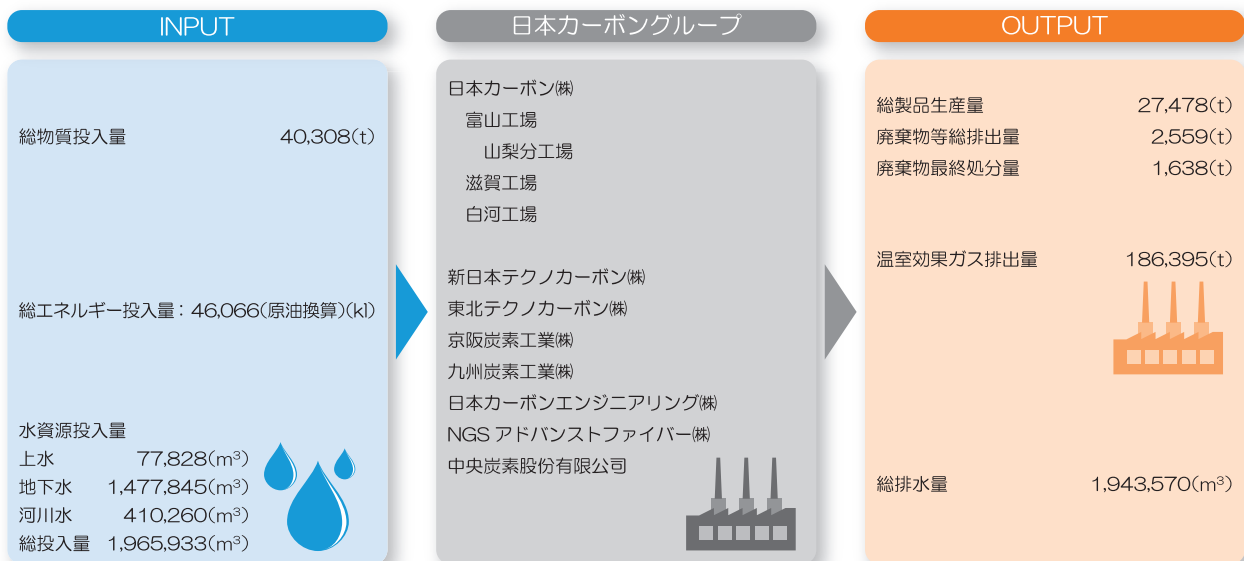 INPUT
総物質投入量 40,308(t)
総エネルギー投入量：46,066(原油換算)(kl)
水資源投入量
上水 77,828(m³)
地下水 1,477,845(m³)
河川水 410,260(m³)
総投入量 1,965,933(m³)
日本カーボングループ
日本カーボン㈱
富山工場
山梨分工場
滋賀工場
白河工場
新日本テクノカーボン㈱
東北テクノカーボン㈱
京阪炭素工業㈱
九州炭素工業㈱
日本カーボンエンジニアリング㈱
NGS アドバンストファイバー㈱
中央炭素股份有限公司
OUTPUT
総製品生産量 27,478(t)
廃棄物等総排出量 2,559(t)
廃棄物最終処分量 1,638(t)
温室効果ガス排出量 186,395(t)
総排水量 1,943,570(m³)